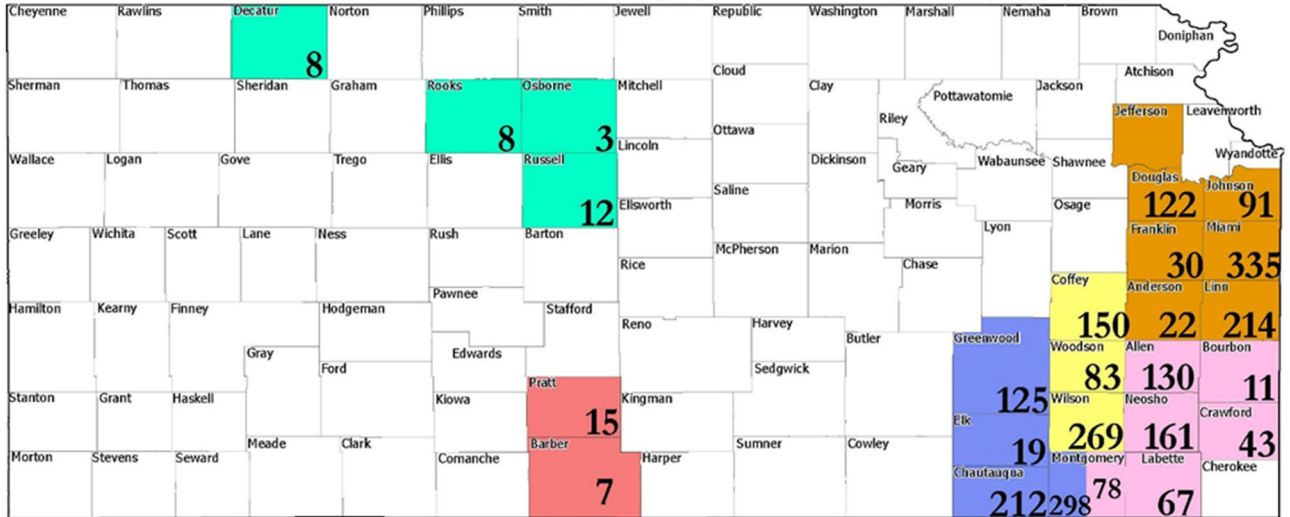 Cheyenne Rawlins Decatur Norton Phillips Smith Jewell Republic Washington Marshall Nemaha Brown
Doniphan
8
Cloud Atchison
Sherman Thomas Sheridan Graham Rooks Osborne Mitchell Clay Jackson
Pottawatomie
Jefferson Leavenworth
Riley
8 3 Ottawa
Lincoln
Wyandotte
Wallace Logan Gove Trego Ellis Russell Dickinson Geary Wabaunsee Shawnee
Douglas Johnson
Saline
12 Ellsworth Morris Osage 122 91
Greeley Wichita Scott Lane Ness Rush Barton Lyon Franklin Miami
McPherson Marion
Rice Chase 30 335
Coffey Anderson Linn
Pawnee
Hamilton Kearny Finney Hodgeman Stafford
Reno Harvey 150 22 214
Butler Greenwood
Gray Edwards Woodson Allen Bourbon
Ford Sedgwick 83 130 11
Pratt
Stanton Grant Haskell Kiowa Kingman 125 Wilson Neosho
Crawford
15 Elk
Meade Clark Barber Sumner Cowley 19 269 161 43
Morton Stevens Seward Comanche Harper Montgomery Labette
Cherokee
Chautauqua
7 212 298 78 67